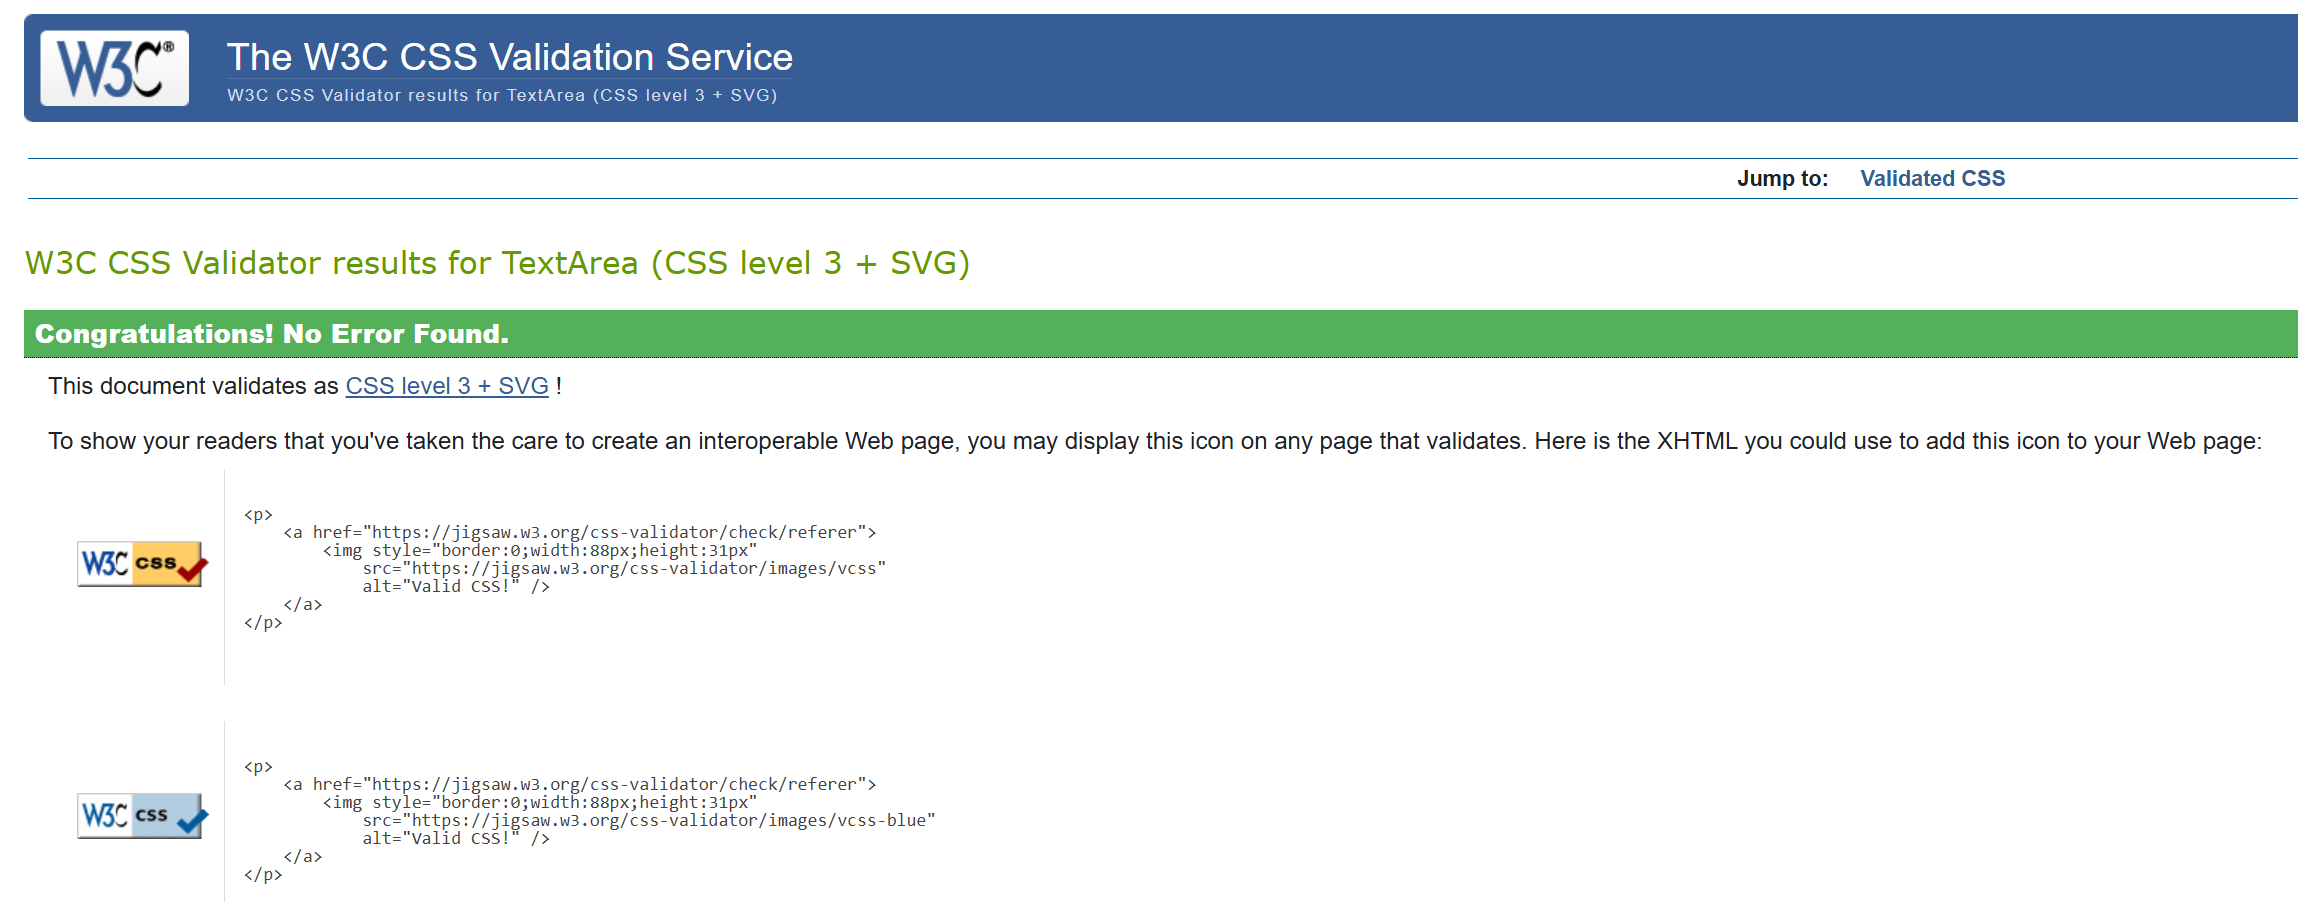 W3C®
The W3C CSS Validation Service
W3C CSS Validator results for TextArea (CSS level 3 + SVG)
Jump to: Validated CSS
W3C CSS Validator results for TextArea (CSS level 3 + SVG)
Congratulations! No Error Found.
This document validates as CSS level 3 + SVG !
To show your readers that you've taken the care to create an interoperable Web page, you may display this icon on any page that validates. Here is the XHTML you could use to add this icon to your Web page:
W3C css
<p>
    <a href="https://jigsaw.w3.org/css-validator/check/referer">
        <img style="border:0;width:88px;height:31px"
            src="https://jigsaw.w3.org/css-validator/images/vcss"
            alt="Valid CSS!" />
    </a>
</p>
W3C css
<p>
    <a href="https://jigsaw.w3.org/css-validator/check/referer">
        <img style="border:0;width:88px;height:31px"
            src="https://jigsaw.w3.org/css-validator/images/vcss-blue"
            alt="Valid CSS!" />
    </a>
</p>